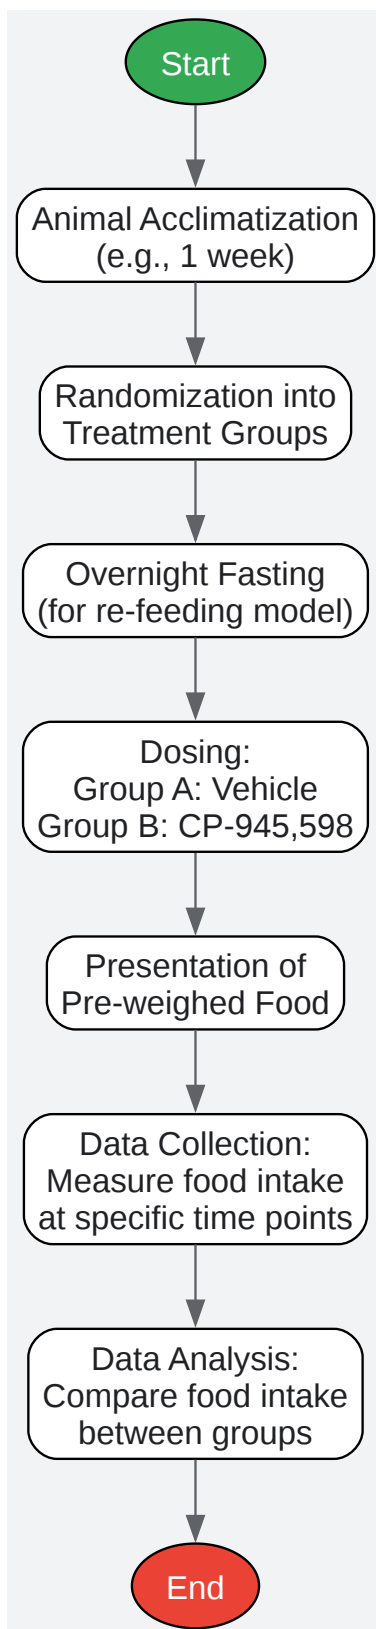 Start
Animal Acclimatization
(e.g., 1 week)
Randomization into
Treatment Groups
Overnight Fasting
(for re-feeding model)
Dosing:
Group A: Vehicle
Group B: CP-945,598
Presentation of
Pre-weighed Food
Data Collection:
Measure food intake
at specific time points
Data Analysis:
Compare food intake
between groups
End